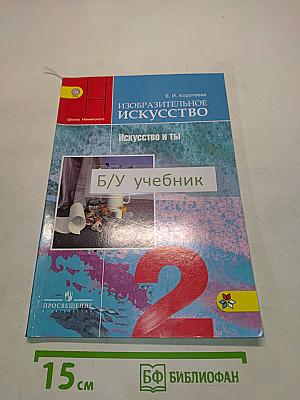 Е. И. Коротеева
Школа Неменского
ИЗОБРАЗИТЕЛЬНОЕ
ИСКУССТВО
Искусство и ты
Б/У учебник
2
ПРОСВЕЩЕНИЕ
15 см
БФ БИБЛИОФАН